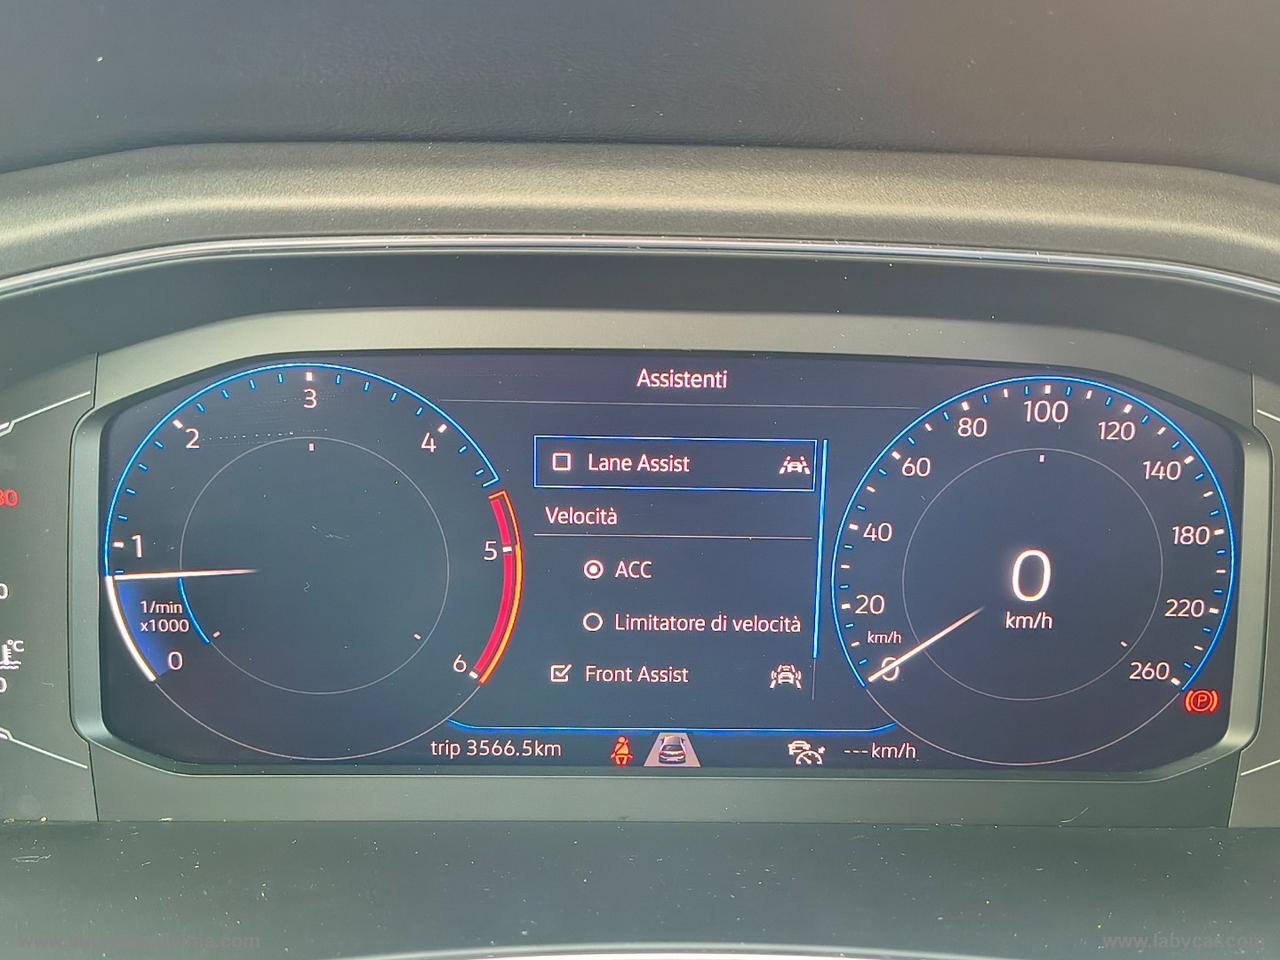 Assistenti
Lane Assist
Velocità
ACC
Limitatore di velocità
Front Assist
trip 3566.5km
--- km/h
0
1
2
3
4
5
6
1/min
x1000
0
20
40
60
80
100
120
140
180
220
260
km/h
0
km/h
P
°C
www.labycar.com